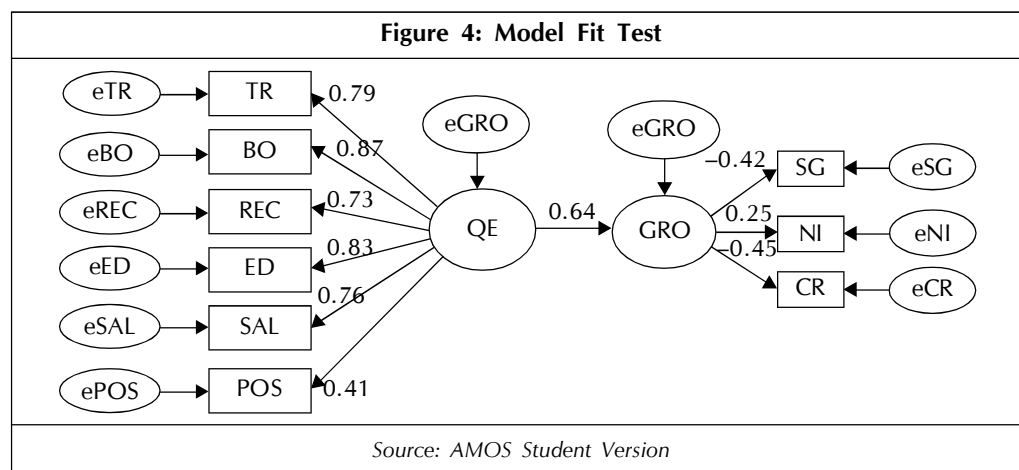 Figure 4: Model Fit Test
eTR TR 0.79
eGRO eGRO
eBO BO 0.87
–0.42 SG eSG
eREC REC 0.73
QE 0.64 GRO 0.25 NI eNI
eED ED 0.83
–0.45 CR eCR
eSAL SAL 0.76
ePOS POS 0.41
Source: AMOS Student Version